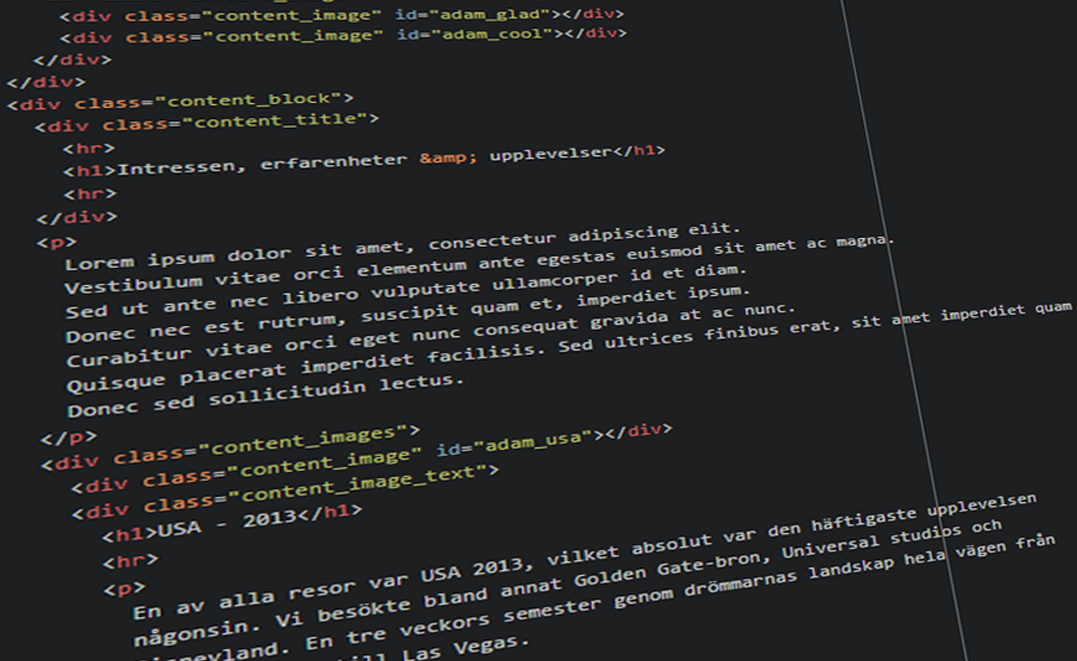 <div class="content_image" id="adam_glad"></div>
<div class="content_image" id="adam_cool"></div>
</div>
</div>
<div class="content_block">
<div class="content_title">
<hr>
<h1>Intressen, erfarenheter &amp; upplevelser</h1>
<hr>
</div>
<p>
Lorem ipsum dolor sit amet, consectetur adipiscing elit.
Vestibulum vitae orci elementum ante egestas euismod sit amet ac magna.
Sed ut ante nec libero vulputate ullamcorper id et diam.
Donec nec est rutrum, suscipit quam et, imperdiet ipsum.
Curabitur vitae orci eget nunc consequat gravida at ac nunc.
Quisque placerat imperdiet facilisis. Sed ultrices finibus erat, sit amet imperdiet quam
Donec sed sollicitudin lectus.
</p>
<div class="content_images">
<div class="content_image" id="adam_usa"></div>
<div class="content_image_text">
<h1>USA - 2013</h1>
<hr>
<p>
En av alla resor var USA 2013, vilket absolut var den häftigaste upplevelsen
någonsin. Vi besökte bland annat Golden Gate-bron, Universal studios och
Disneyland. En tre veckors semester genom drömmarnas landskap hela vägen från
till Las Vegas.